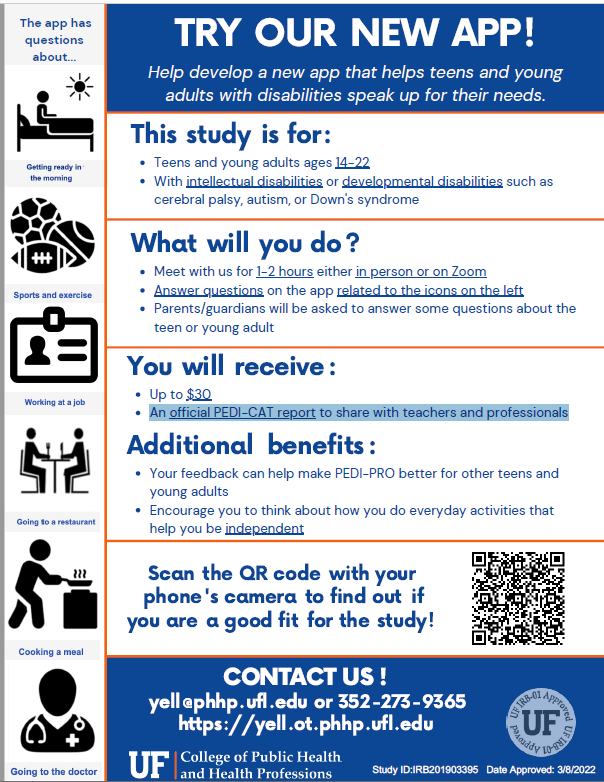 The app has
questions
about...
Getting ready in
the morning
Sports and exercise
Working at a job
Going to a restaurant
Cooking a meal
Going to the doctor
TRY OUR NEW APP!
Help develop a new app that helps teens and young
adults with disabilities speak up for their needs.
This study is for:
• Teens and young adults ages 14-22
• With intellectual disabilities or developmental disabilities such as
cerebral palsy, autism, or Down's syndrome
What will you do?
• Meet with us for 1-2 hours either in person or on Zoom
• Answer questions on the app related to the icons on the left
• Parents/guardians will be asked to answer some questions about the
teen or young adult
You will receive:
• Up to $30
• An official PEDI-CAT report to share with teachers and professionals
Additional benefits:
• Your feedback can help make PEDI-PRO better for other teens and
young adults
• Encourage you to think about how you do everyday activities that
help you be independent
Scan the QR code with your
phone's camera to find out if
you are a good fit for the study!
CONTACT US!
yell@phhp.ufl.edu or 352-273-9365
https://yell.ot.phhp.ufl.edu
UF IRB-01 Approved
UF
UF IRB-01 Approved
UF College of Public Health
and Health Professions
Study ID:IRB201903395 Date Approved: 3/8/2022